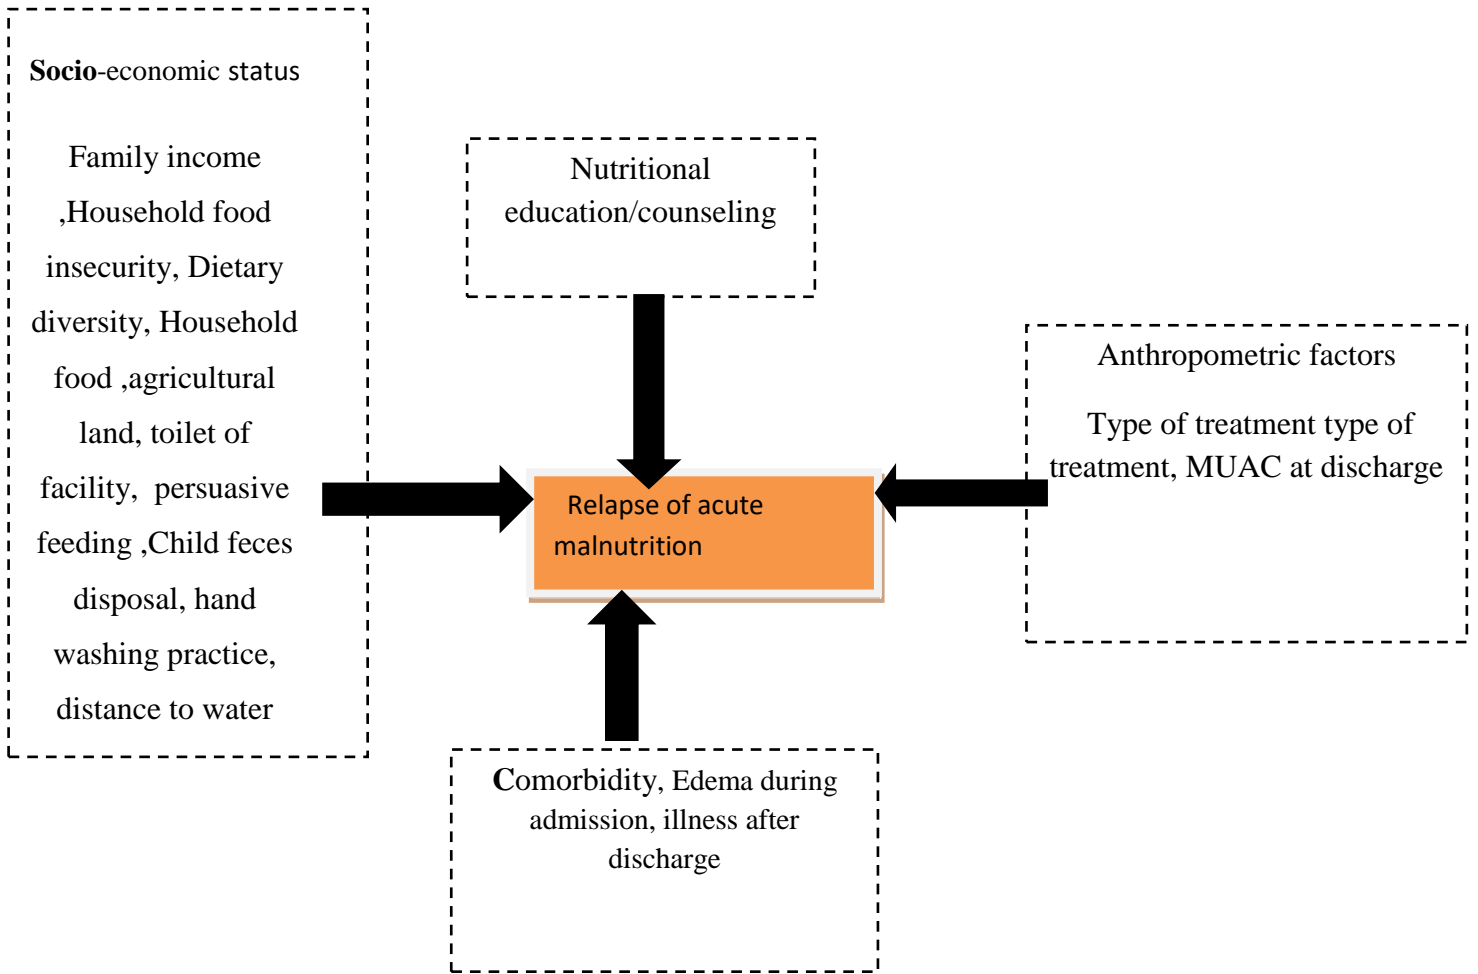 Socio-economic status
Family income
,Household food
insecurity, Dietary
diversity, Household
food ,agricultural
land, toilet of
facility, persuasive
feeding ,Child feces
disposal, hand
washing practice,
distance to water
Nutritional
education/counseling
Relapse of acute
malnutrition
Anthropometric factors
Type of treatment type of
treatment, MUAC at discharge
Comorbidity, Edema during
admission, illness after
discharge